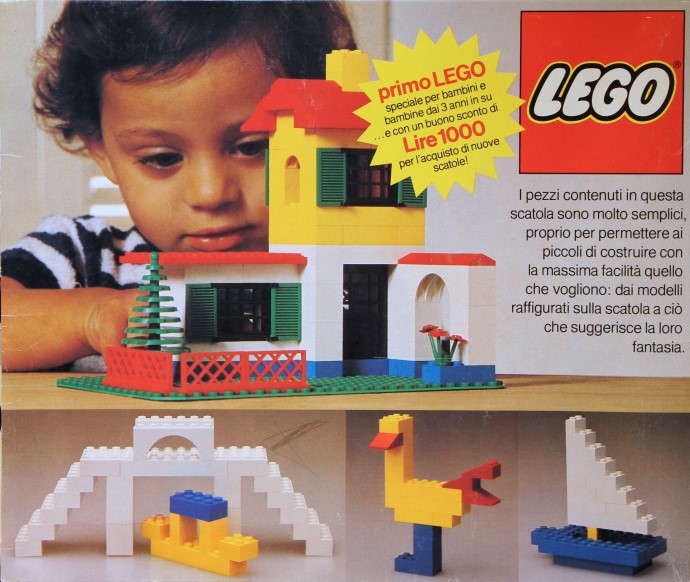 primo LEGO
speciale per bambini e
bambine dai 3 anni in su
...e con un buono sconto di
Lire 1000
per l'acquisto di nuove
scatole!
LEGO®
I pezzi contenuti in questa
scatola sono molto semplici,
proprio per permettere ai
piccoli di costruire con
la massima facilità quello
che vogliono: dai modelli
raffigurati sulla scatola a ciò
che suggerisce la loro
fantasia.